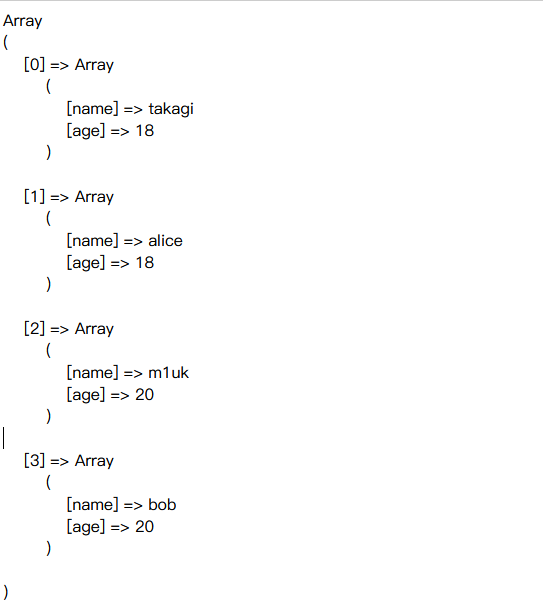 Array
(
[0] => Array
(
[name] => takagi
[age] => 18
)
[1] => Array
(
[name] => alice
[age] => 18
)
[2] => Array
(
[name] => m1uk
[age] => 20
)
[3] => Array
(
[name] => bob
[age] => 20
)
)